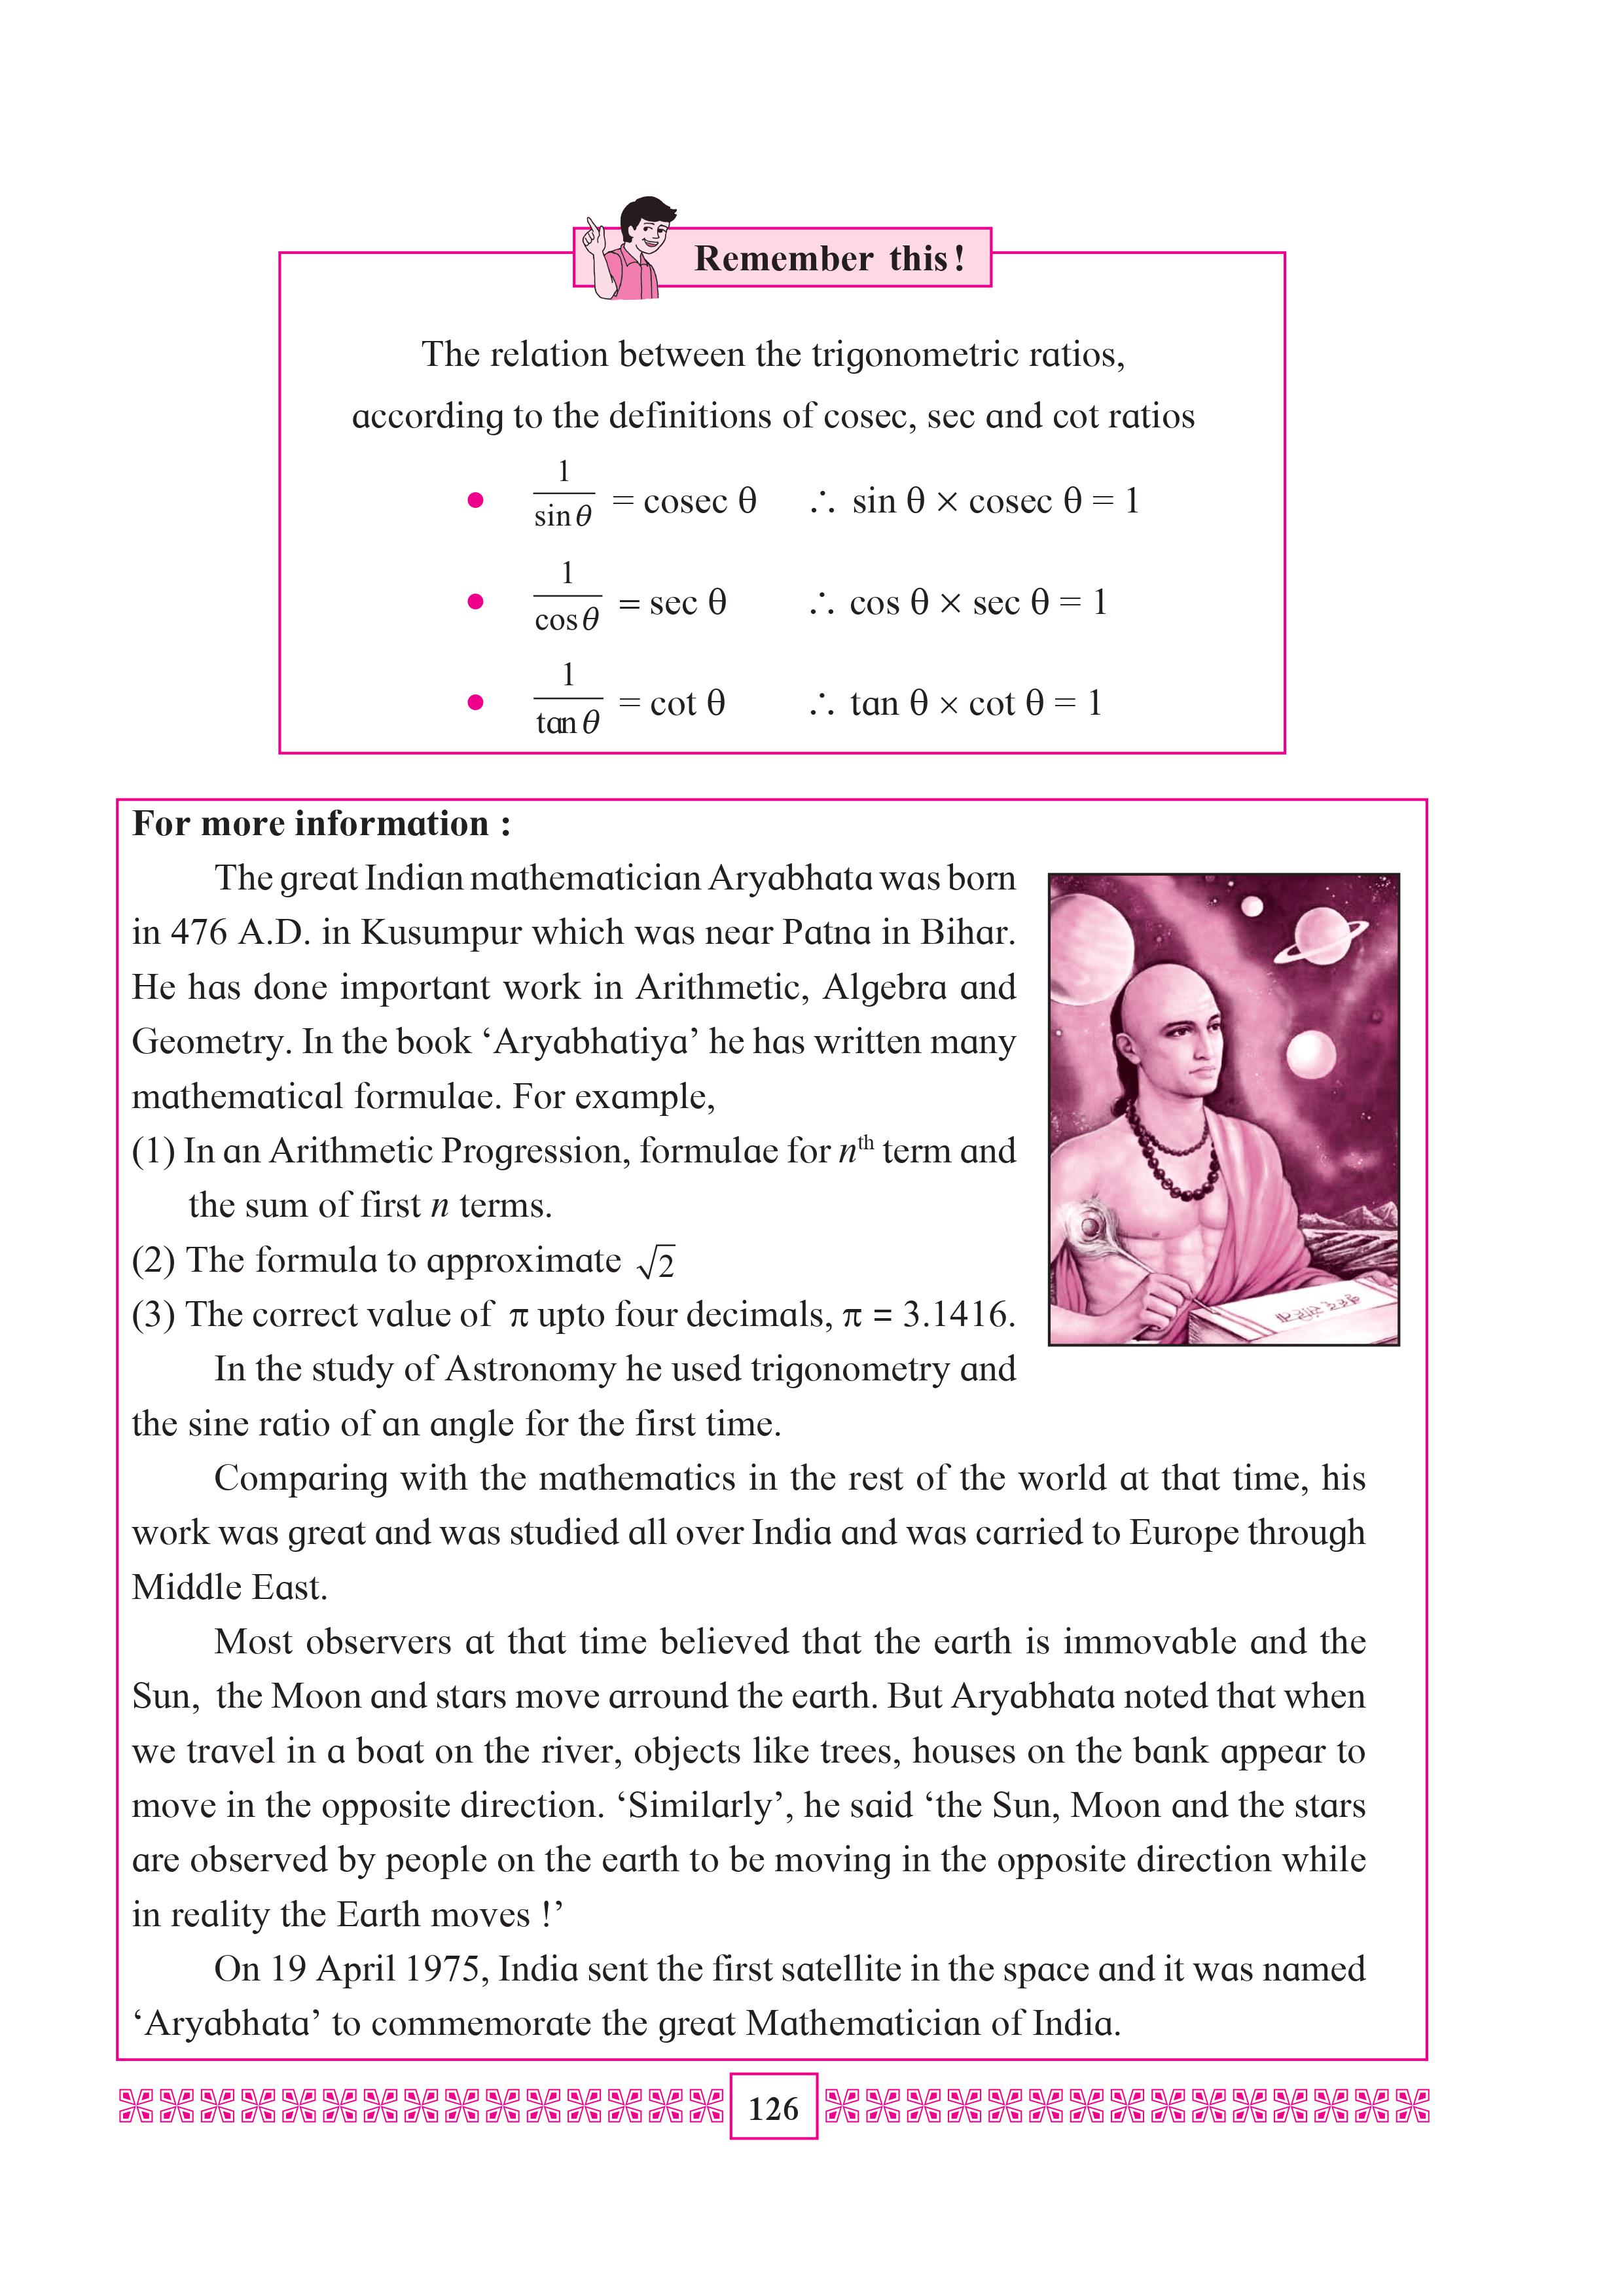 Remember this!
The relation between the trigonometric ratios,
according to the definitions of cosec, sec and cot ratios
• 1/sin θ = cosec θ ∴ sin θ × cosec θ = 1
• 1/cos θ = sec θ ∴ cos θ × sec θ = 1
• 1/tan θ = cot θ ∴ tan θ × cot θ = 1
For more information :
The great Indian mathematician Aryabhata was born
in 476 A.D. in Kusumpur which was near Patna in Bihar.
He has done important work in Arithmetic, Algebra and
Geometry. In the book ‘Aryabhatiya’ he has written many
mathematical formulae. For example,
(1) In an Arithmetic Progression, formulae for nth term and
the sum of first n terms.
(2) The formula to approximate √2
(3) The correct value of π upto four decimals, π = 3.1416.
In the study of Astronomy he used trigonometry and
the sine ratio of an angle for the first time.
Comparing with the mathematics in the rest of the world at that time, his
work was great and was studied all over India and was carried to Europe through
Middle East.
Most observers at that time believed that the earth is immovable and the
Sun, the Moon and stars move arround the earth. But Aryabhata noted that when
we travel in a boat on the river, objects like trees, houses on the bank appear to
move in the opposite direction. ‘Similarly’, he said ‘the Sun, Moon and the stars
are observed by people on the earth to be moving in the opposite direction while
in reality the Earth moves !’
On 19 April 1975, India sent the first satellite in the space and it was named
‘Aryabhata’ to commemorate the great Mathematician of India.
126